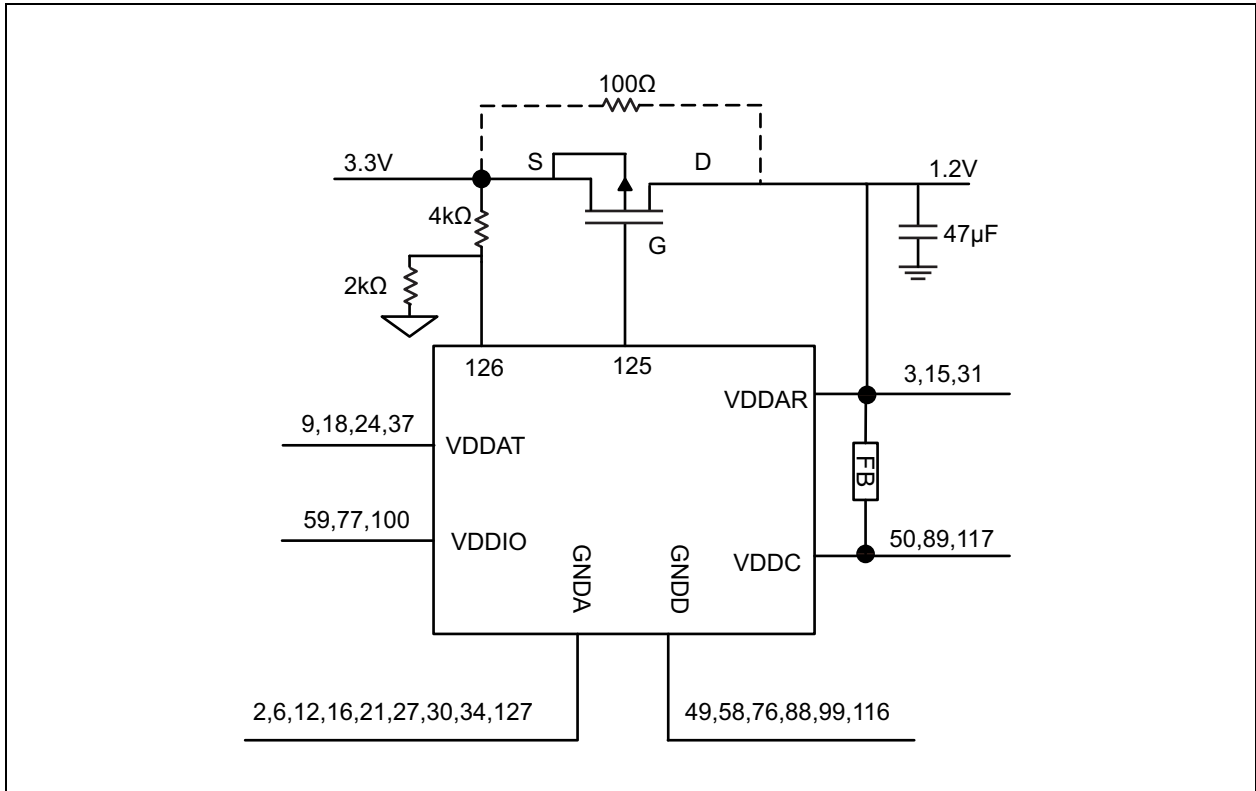 100Ω
3.3V
S
D
1.2V
4kΩ
G
47µF
2kΩ
126
125
3,15,31
VDDAR
9,18,24,37
VDDAT
FB
59,77,100
VDDIO
50,89,117
VDDC
GNDA
GNDD
2,6,12,16,21,27,30,34,127
49,58,76,88,99,116